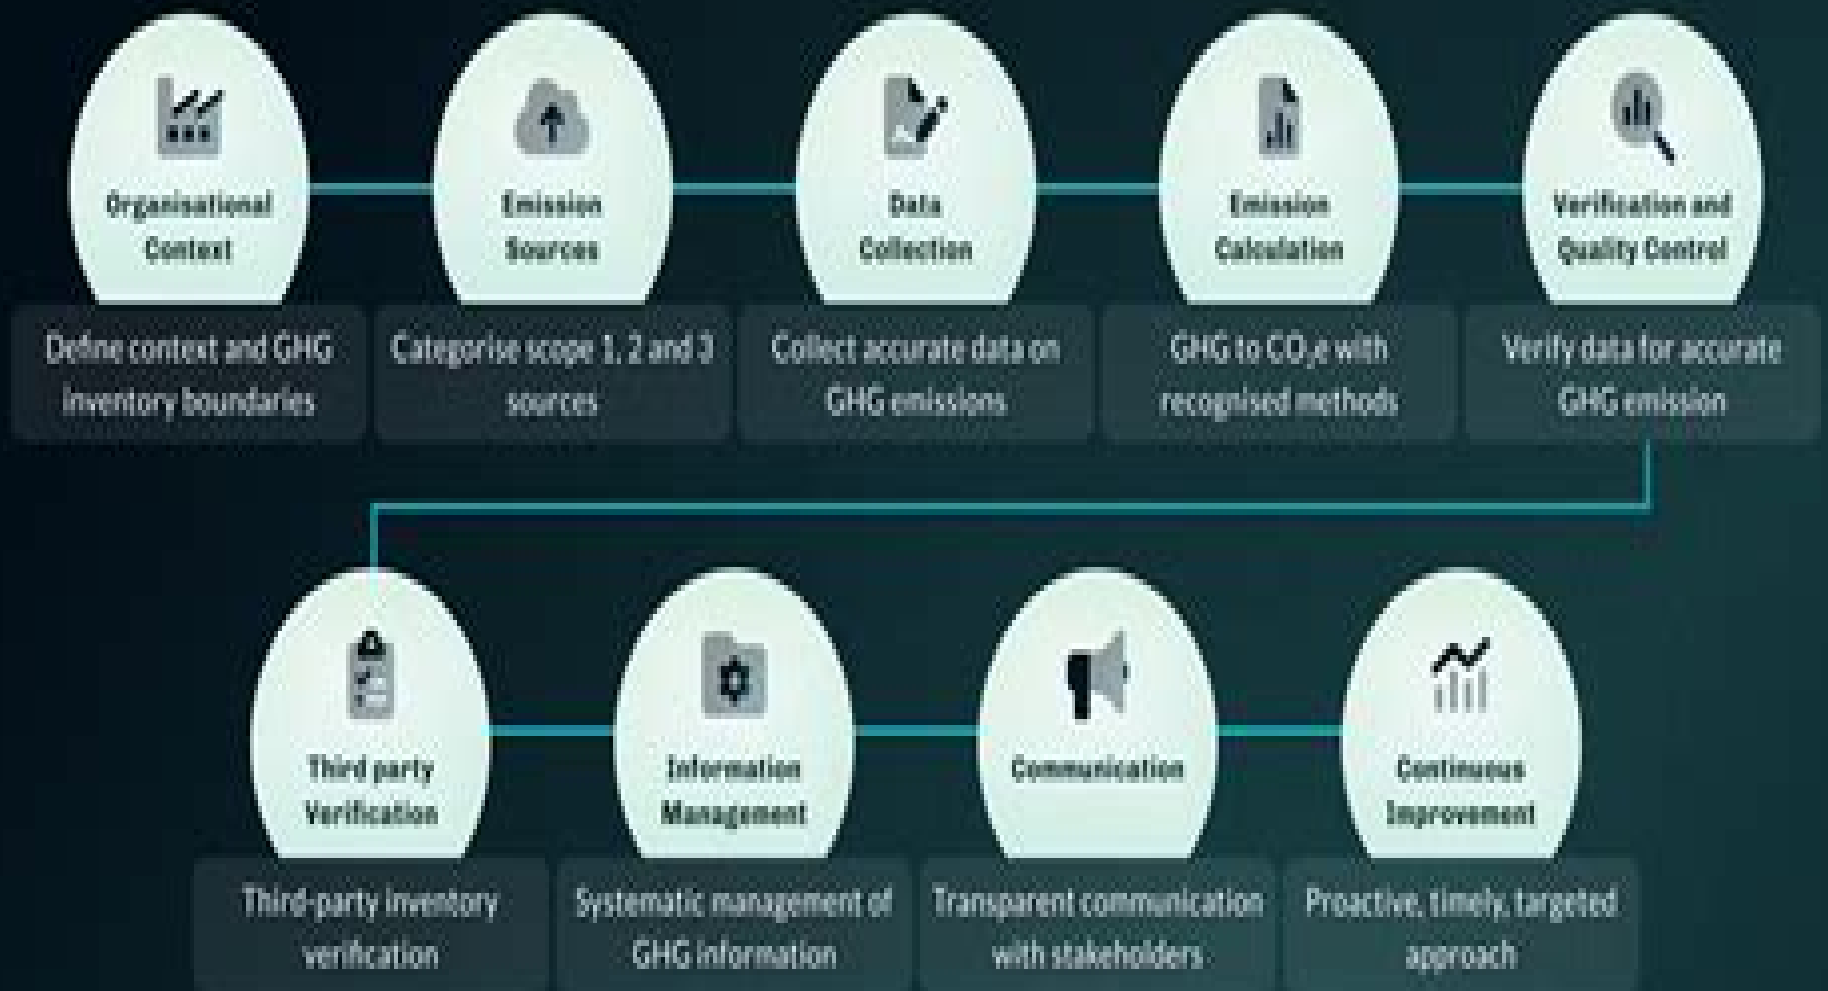 Organisational
Context
Emission
Sources
Data
Collection
Emission
Calculation
Verification and
Quality Control
Define context and GHG
inventory boundaries
Categorise scope 1, 2 and 3
sources
Collect accurate data on
GHG emissions
GHG to CO₂e with
recognised methods
Verify data for accurate
GHG emission
Third party
Verification
Information
Management
Communication
Continuous
Improvement
Third-party inventory
verification
Systematic management of
GHG information
Transparent communication
with stakeholders
Proactive, timely, targeted
approach